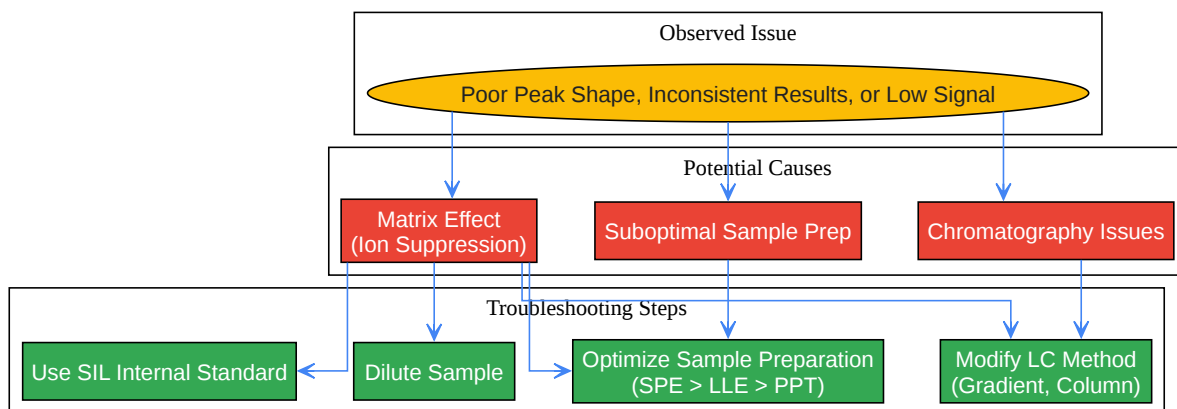 Observed Issue
Poor Peak Shape, Inconsistent Results, or Low Signal
Potential Causes
Matrix Effect
(Ion Suppression)
Suboptimal Sample Prep
Chromatography Issues
Troubleshooting Steps
Use SIL Internal Standard
Dilute Sample
Optimize Sample Preparation
(SPE > LLE > PPT)
Modify LC Method
(Gradient, Column)